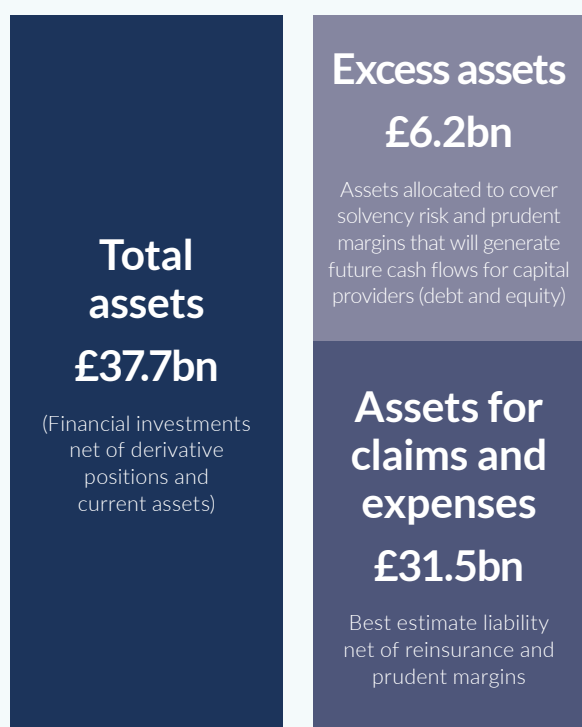 Total
assets
£37.7bn
(Financial investments
net of derivative
positions and
current assets)
Excess assets
£6.2bn
Assets allocated to cover
solvency risk and prudent
margins that will generate
future cash flows for capital
providers (debt and equity)
Assets for
claims and
expenses
£31.5bn
Best estimate liability
net of reinsurance and
prudent margins